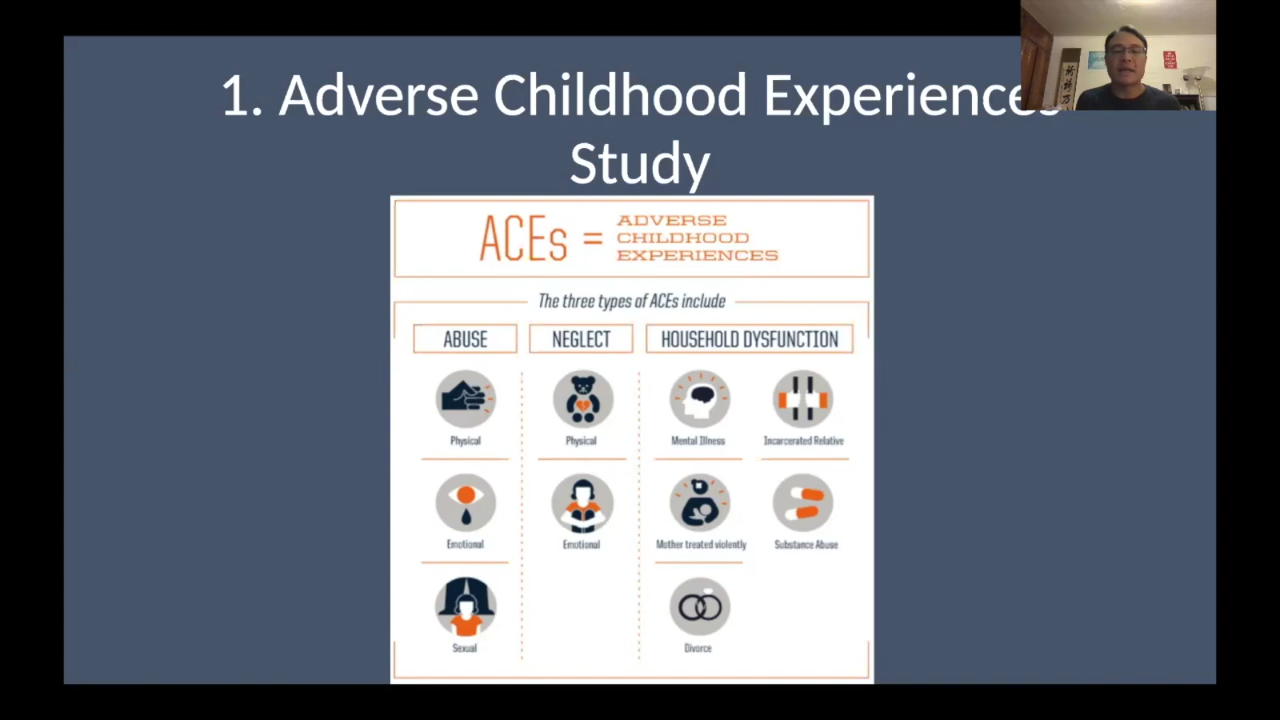 1. Adverse Childhood Experiences
Study
ACEs = ADVERSE
CHILDHOOD
EXPERIENCES
The three types of ACEs include
ABUSE
NEGLECT
HOUSEHOLD DYSFUNCTION
Physical
Physical
Mental Illness
Incarcerated Relative
Emotional
Emotional
Mother treated violently
Substance Abuse
Sexual
Divorce